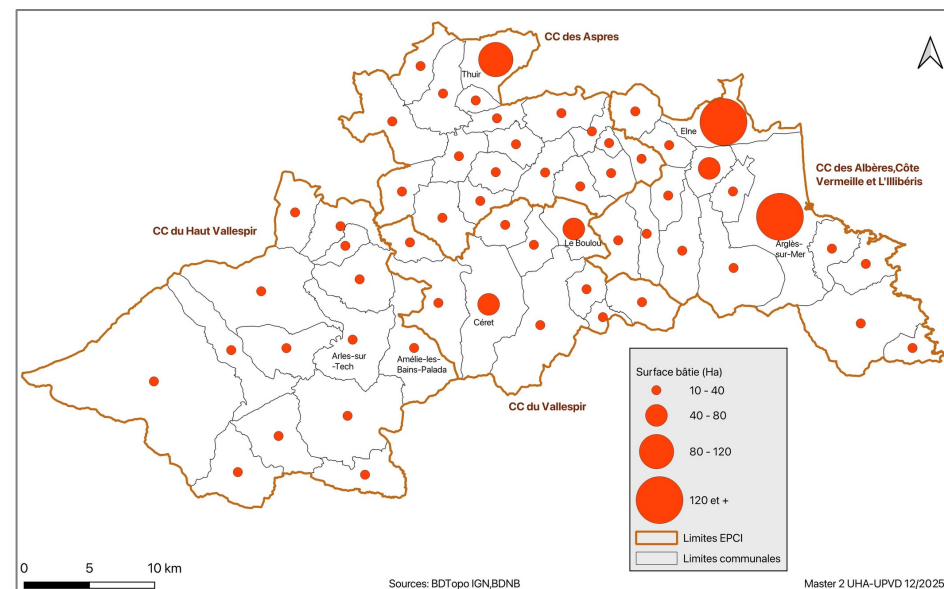 CC des Aspres
Thuir
Elne
CC des Albères,Côte
Vermeille et L'Illibéris
CC du Haut Vallespir
Le Boulou
Arglès-
sur-Mer
Céret
Arles-sur
-Tech
Amélie-les-
Bains-Palada
CC du Vallespir
Surface bâtie (Ha)
10 - 40
40 - 80
80 - 120
120 et +
Limites EPCI
Limites communales
0 5 10 km
Sources: BDTopo IGN,BDNB
Master 2 UHA-UPVD 12/2025